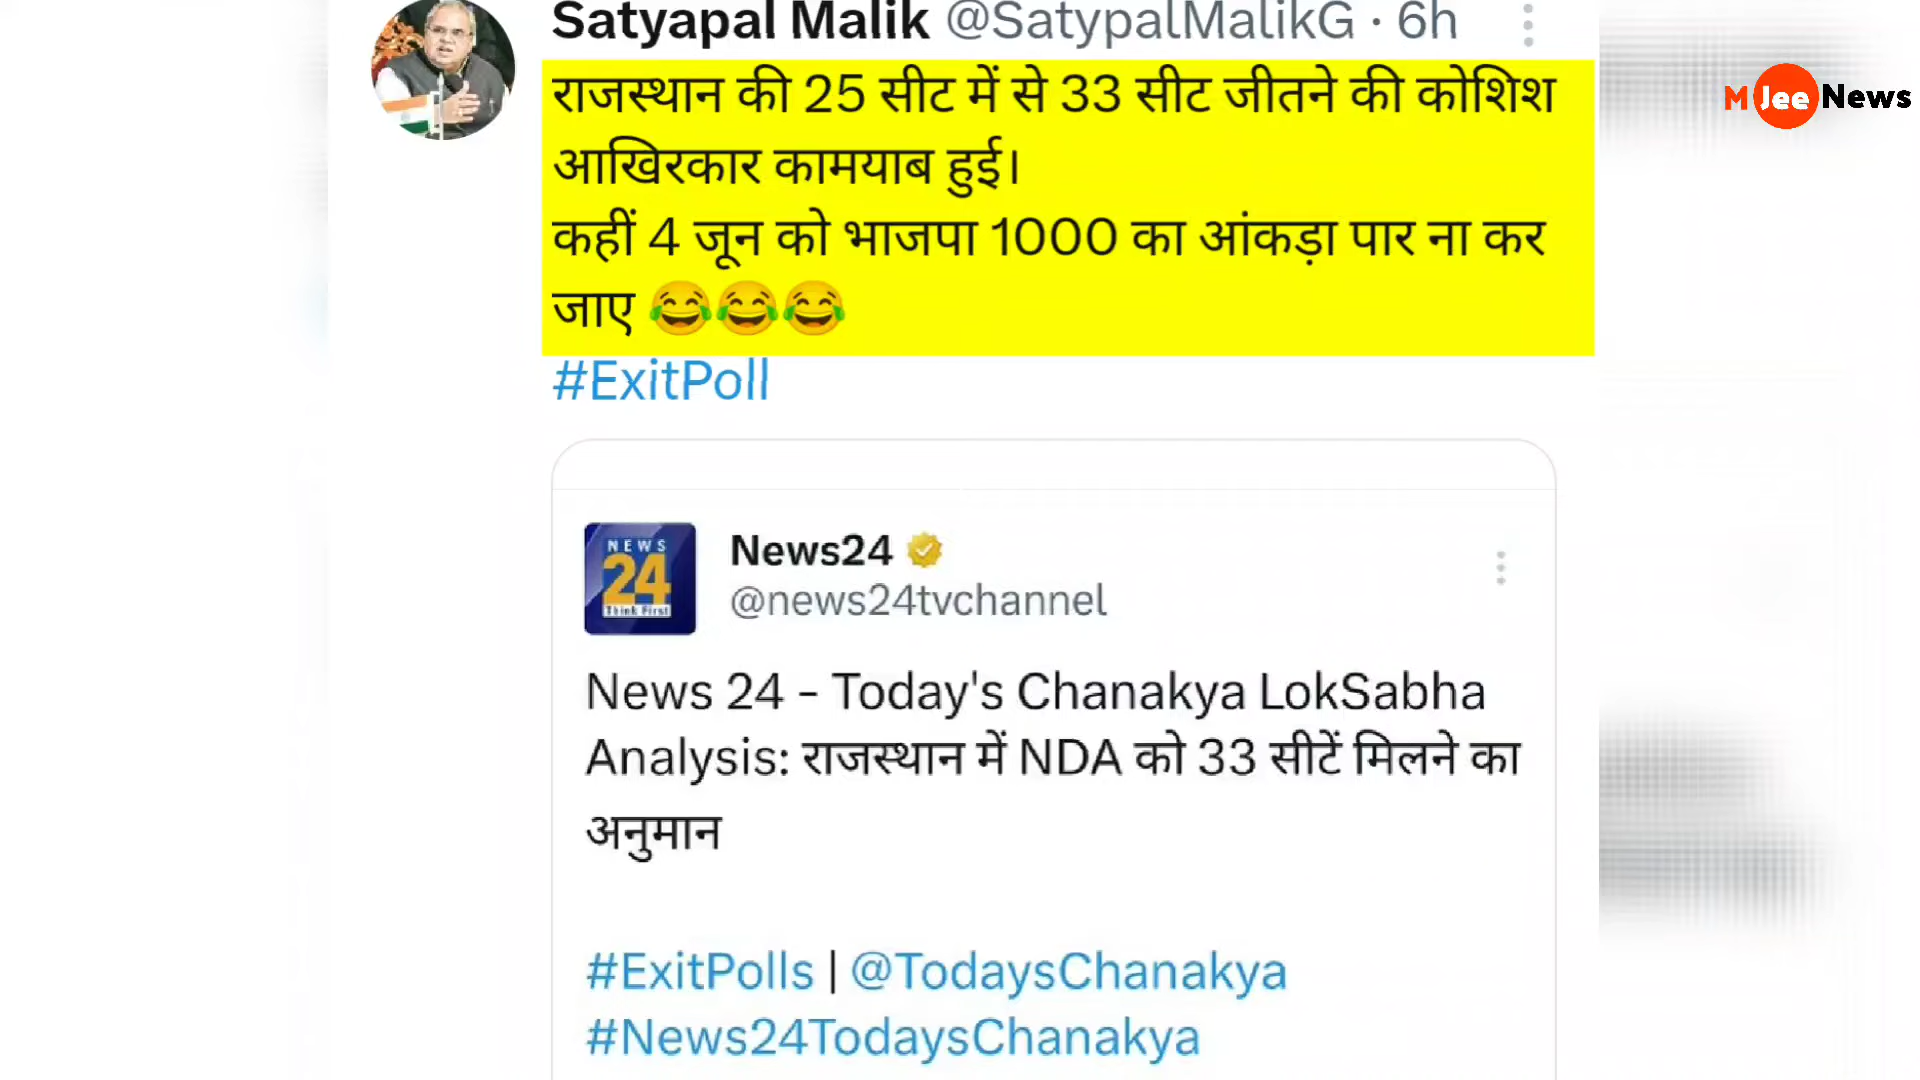 Satyapal Malik @SatypalMalikG · 6h
राजस्थान की 25 सीट में से 33 सीट जीतने की कोशिश
आखिरकार कामयाब हुई।
कहीं 4 जून को भाजपा 1000 का आंकड़ा पार ना कर
जाए 😂😂😂
#ExitPoll
M Jee News
NEWS
24
Think First
News24
@news24tvchannel
News 24 - Today's Chanakya LokSabha
Analysis: राजस्थान में NDA को 33 सीटें मिलने का
अनुमान
#ExitPolls | @TodaysChanakya
#News24TodaysChanakya